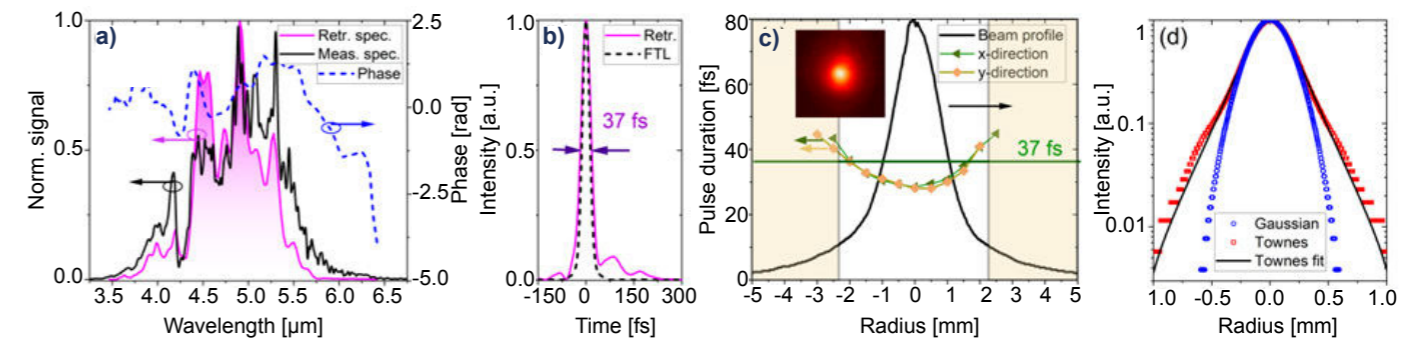 a)
Retr. spec.
Meas. spec.
Phase
Norm. signal
1.0
0.5
0.0
2.5
0.0
-2.5
-5.0
Phase [rad]
3.5 4.0 4.5 5.0 5.5 6.0 6.5
Wavelength [µm]
b)
Retr.
FTL
37 fs
Intensity [a.u.]
1.0
0.5
0.0
-150 0 150 300
Time [fs]
c)
Beam profile
x-direction
y-direction
37 fs
Pulse duration [fs]
80
60
40
20
0
-5 -4 -3 -2 -1 0 1 2 3 4 5
Radius [mm]
(d)
Gaussian
Townes
Townes fit
Intensity [a.u.]
1
0.1
0.01
1.0 -0.5 0.0 0.5 1.0
Radius [mm]